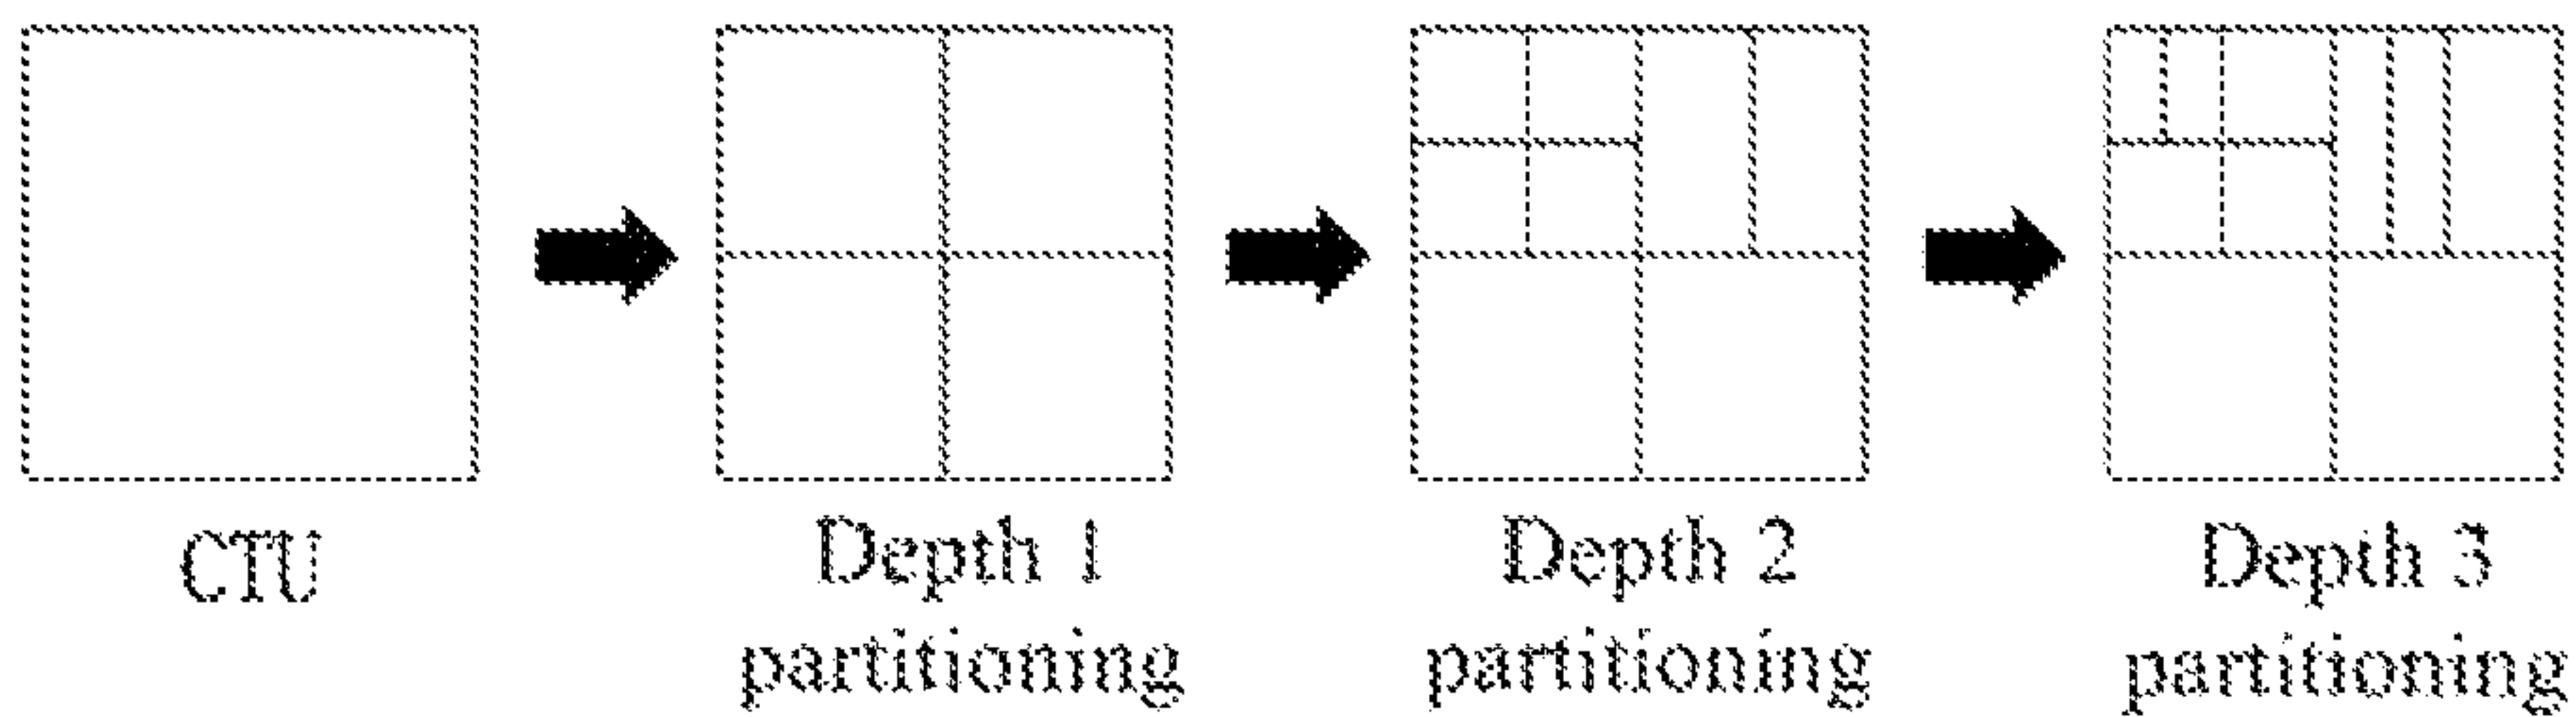 CTU
Depth 1
partitioning
Depth 2
partitioning
Depth 3
partitioning